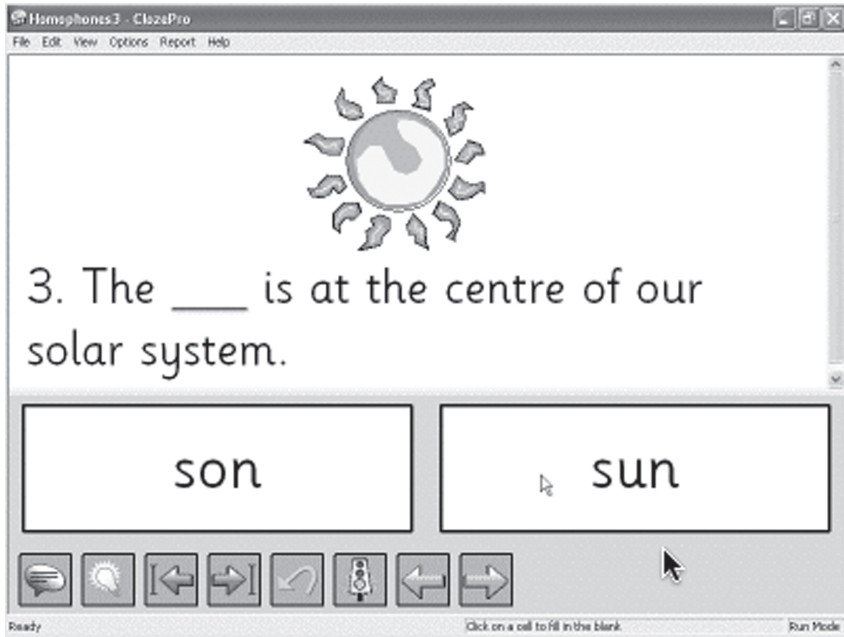 Homophones3 - ClozePro
File Edit View Options Report Help
3. The ___ is at the centre of our
solar system.
son sun
Ready Click on a cell to fill in the blank Run Mode